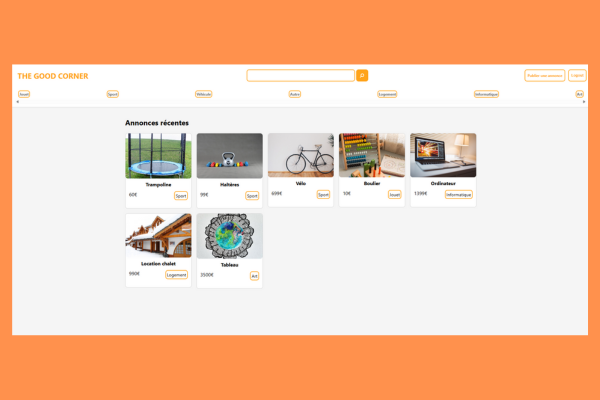 THE GOOD CORNER
Publier une annonce
Logout
Jouet
Sport
Véhicule
Autre
Logement
Informatique
Art
Annonces récentes
Trampoline
60€
Sport
Haltères
99€
Sport
Vélo
699€
Sport
Boulier
10€
Jouet
Ordinateur
1399€
Informatique
Location chalet
990€
Logement
Tableau
3500€
Art